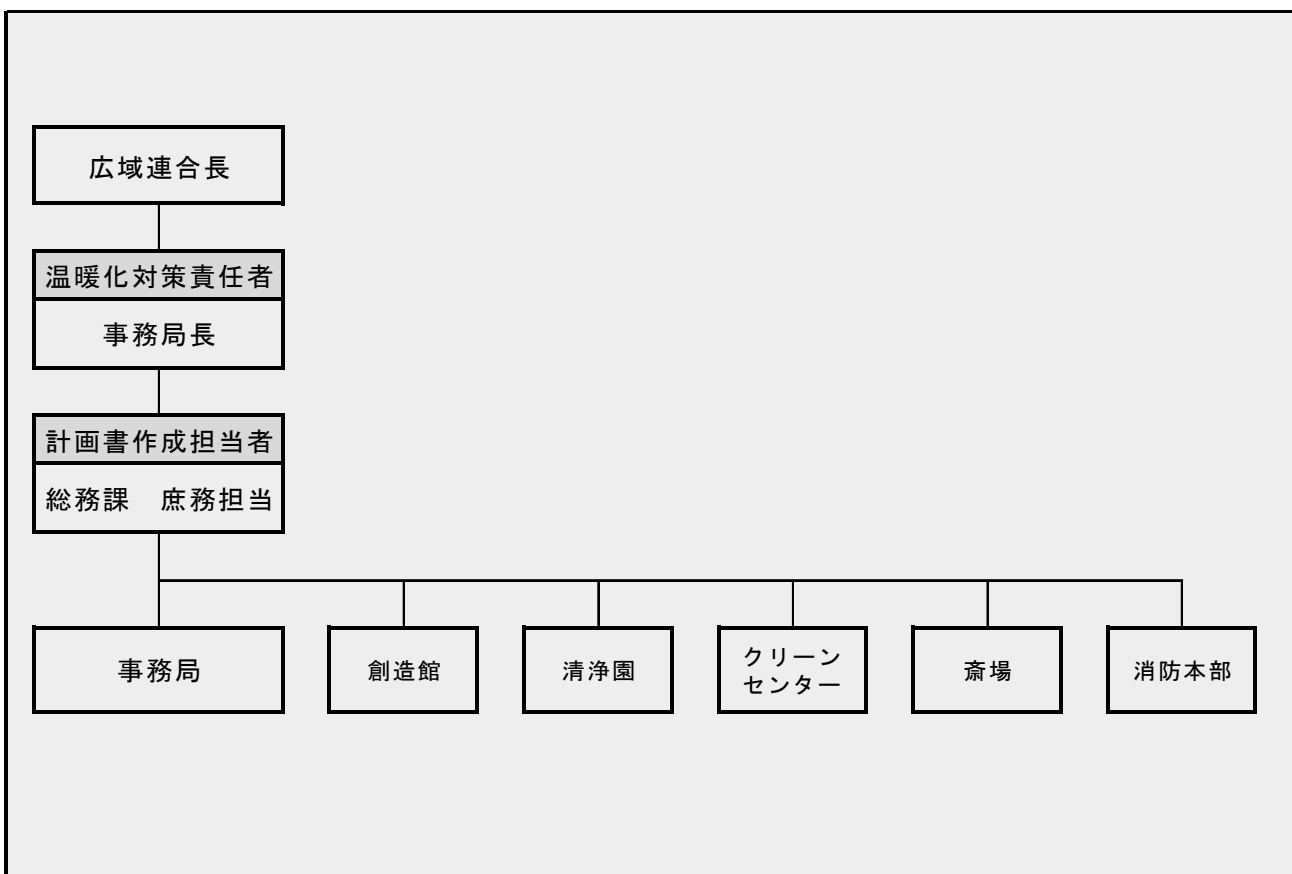 広域連合長
温暖化対策責任者
事務局長
計画書作成担当者
総務課　庶務担当
事務局
創造館
清浄園
クリーン
センター
斎場
消防本部